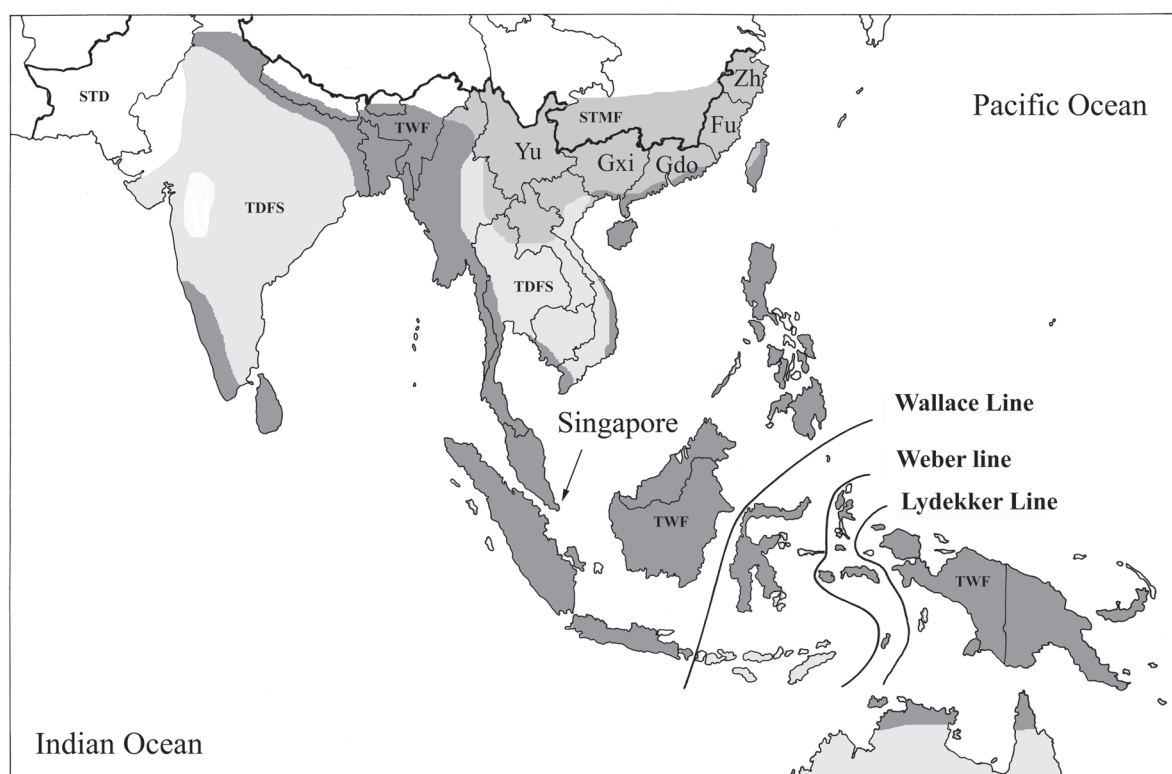 Zh
STD
Pacific Ocean
STMF
TWF
Fu
Yu
Gxi
Gdo
TDFS
TDFS
Wallace Line
Singapore
Weber line
Lydekker Line
TWF
TWF
Indian Ocean